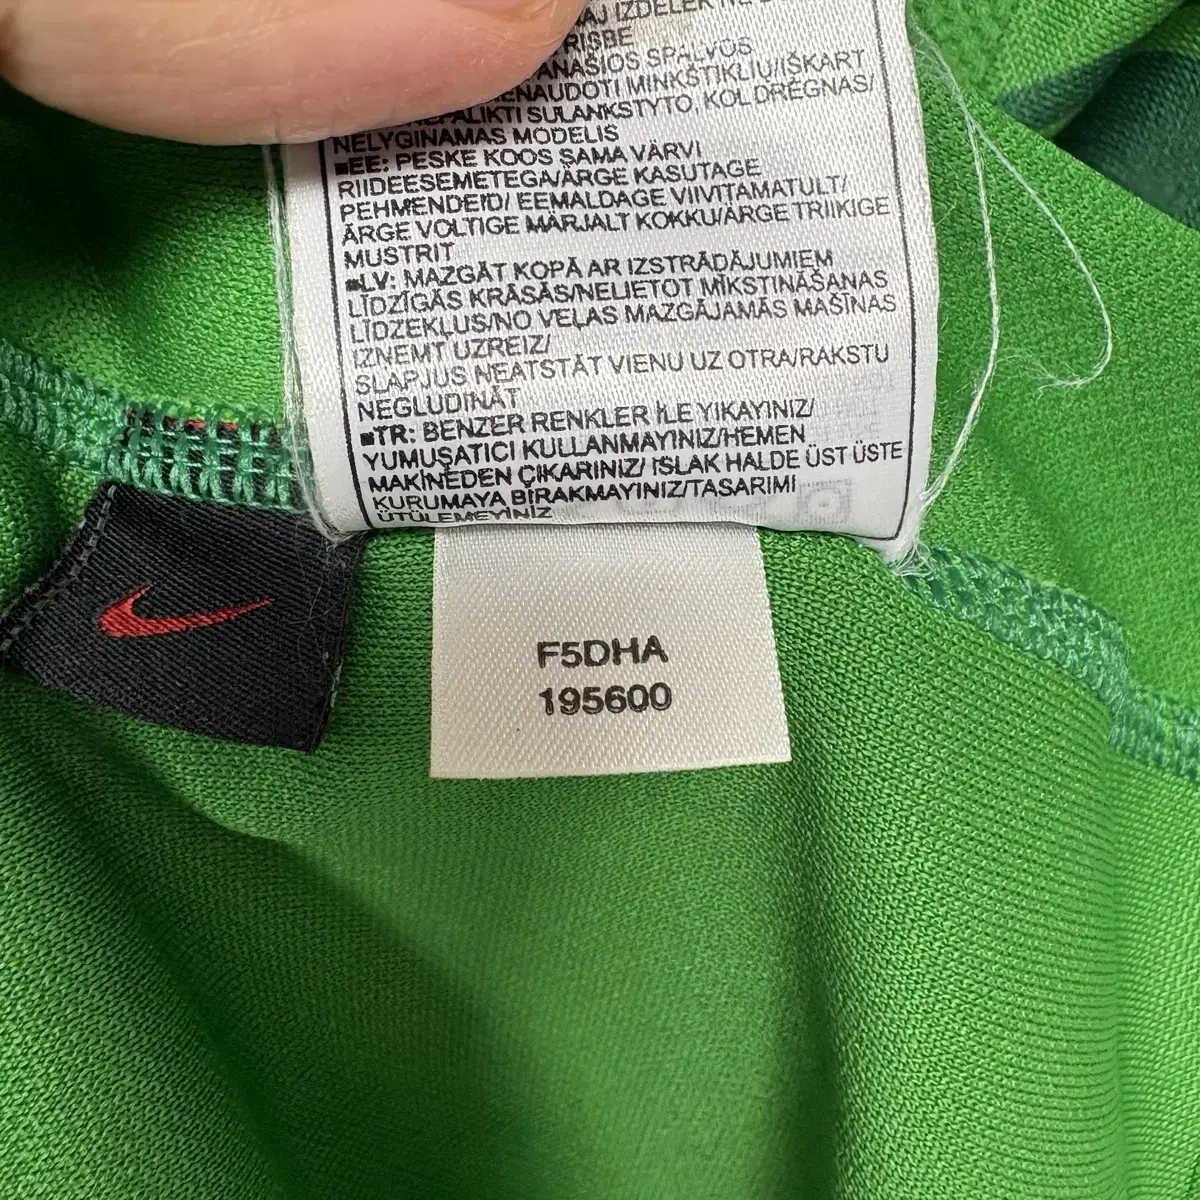 IZDELEK NE
RISBE
SPALVOS
NAUDOTI MINKŠTIKLIŲ/IŠKART
PALIKTI SULANKSTYTO, KOL DRĖGNAS/
NELYGINAMAS MODELIS
■EE: PESKE KOOS SAMA VÄRVI
RIIDEESEMETEGA/ÄRGE KASUTAGE
PEHMENDEID/ EEMALDAGE VIIVITAMATULT/
ÄRGE VOLTIGE MÄRJALT KOKKU/ÄRGE TRIIKIGE
MUSTRIT
■LV: MAZGĀT KOPĀ AR IZSTRĀDĀJUMIEM
LĪDZĪGĀS KRĀSĀS/NELIETOT MĪKSTINĀŠANAS
LĪDZEKĻUS/NO VEĻAS MAZGĀJAMĀS MAŠĪNAS
IZŅEMT UZREIZ/
SLAPJUS NEATSTĀT VIENU UZ OTRA/RAKSTU
NEGLUDINĀT
■TR: BENZER RENKLER İLE YIKAYINIZ/
YUMUŞATICI KULLANMAYINIZ/HEMEN
MAKİNEDEN ÇIKARINIZ/ ISLAK HALDE ÜST ÜSTE
KURUMAYA BIRAKMAYINIZ/TASARIMI
ÜTÜLEMEYİNİZ
F5DHA
195600